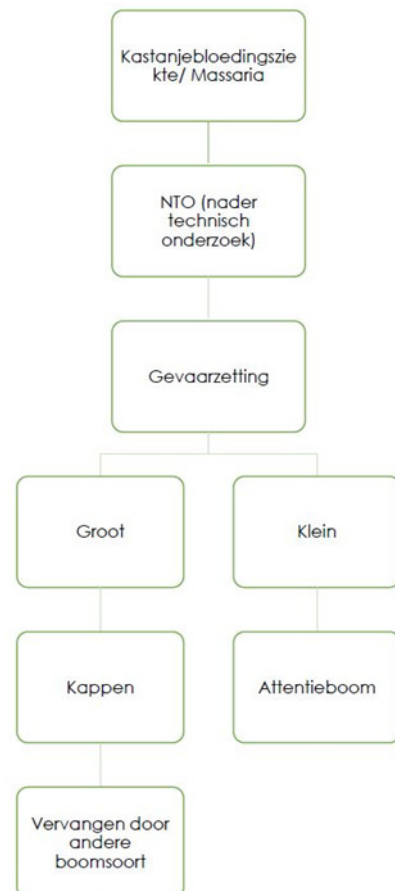 Kastanjebloedingszie
kte/ Massaria
NTO (nader
technisch
onderzoek)
Gevaarzetting
Groot
Klein
Kappen
Attentieboom
Vervangen door
andere
boomsoort